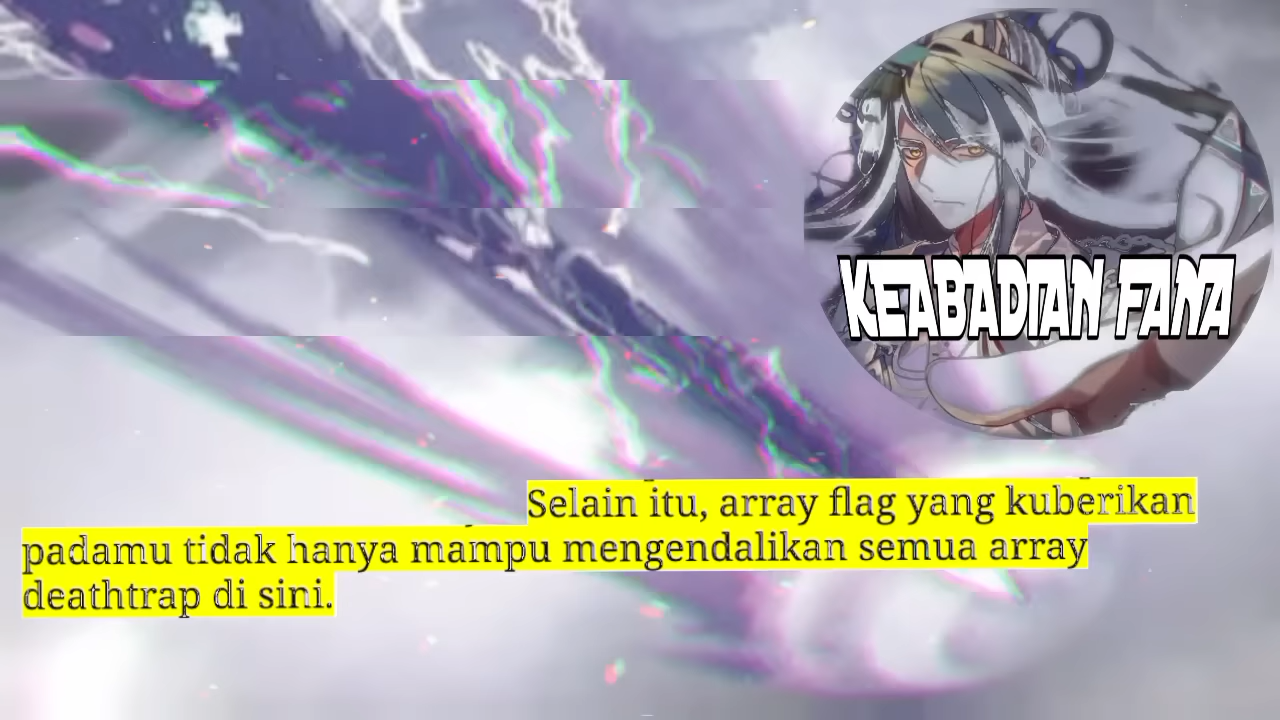 KEABADIAN FANA
Selain itu, array flag yang kuberikan
padamu tidak hanya mampu mengendalikan semua array
deathtrap di sini.